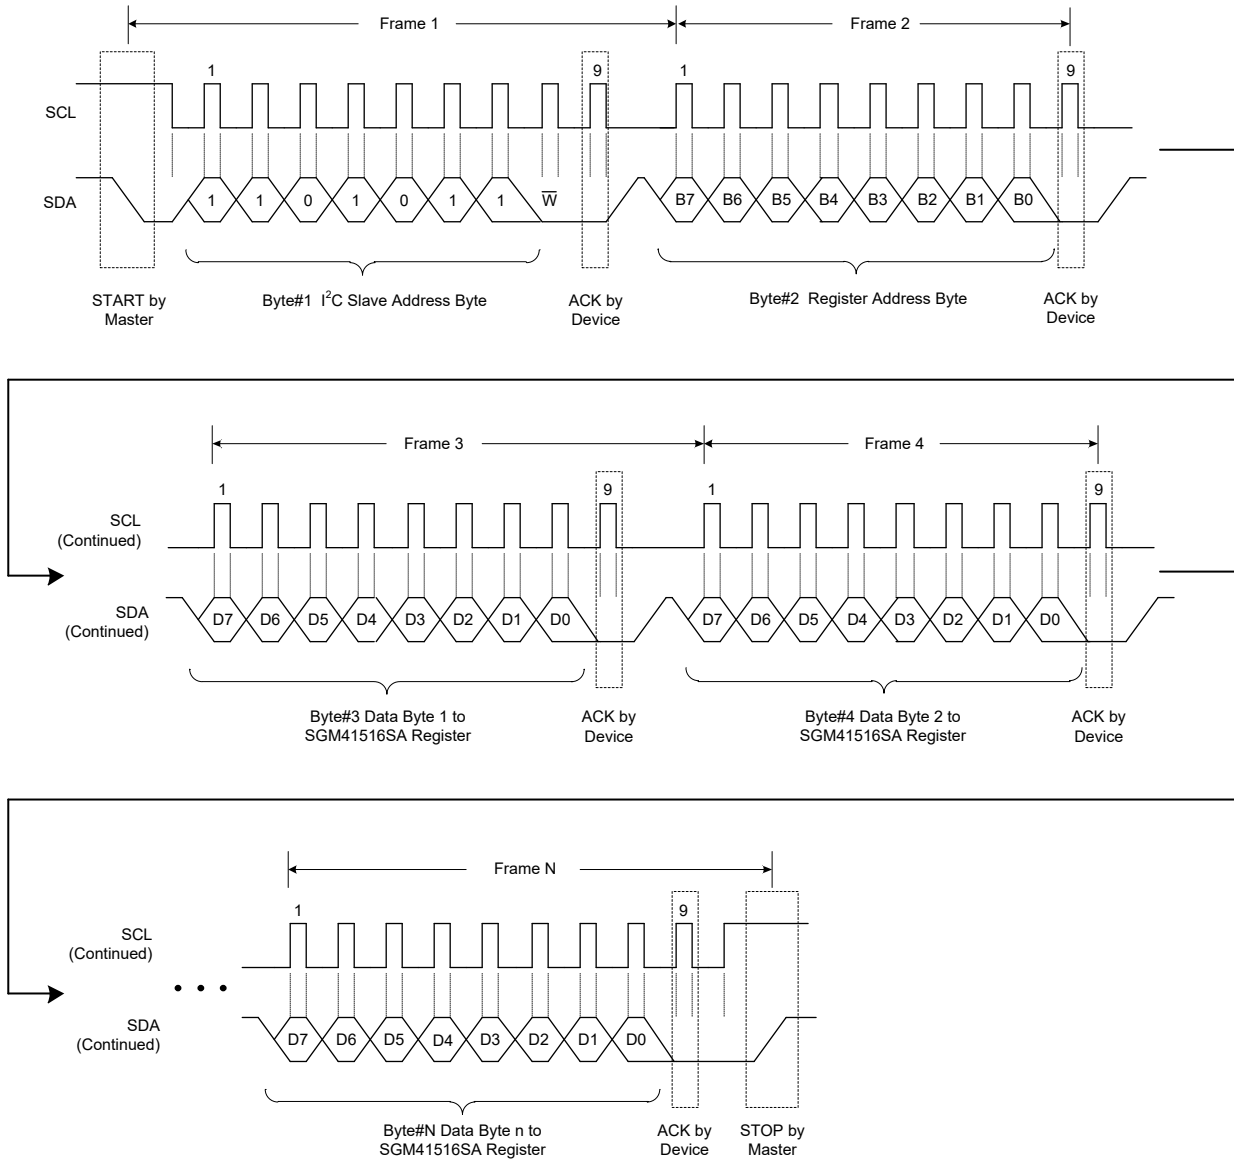 Frame 1 Frame 2
1 9 1 9
SCL
SDA 1 1 0 1 0 1 1 W̅ B7 B6 B5 B4 B3 B2 B1 B0
START by
Master
Byte#1 I²C Slave Address Byte
ACK by
Device
Byte#2 Register Address Byte
ACK by
Device
Frame 3 Frame 4
1 9 1 9
SCL
(Continued)
SDA
(Continued)
D7 D6 D5 D4 D3 D2 D1 D0 D7 D6 D5 D4 D3 D2 D1 D0
Byte#3 Data Byte 1 to
SGM41516SA Register
ACK by
Device
Byte#4 Data Byte 2 to
SGM41516SA Register
ACK by
Device
Frame N
1 9
SCL
(Continued)
SDA
(Continued)
D7 D6 D5 D4 D3 D2 D1 D0
Byte#N Data Byte n to
SGM41516SA Register
ACK by
Device
STOP by
Master